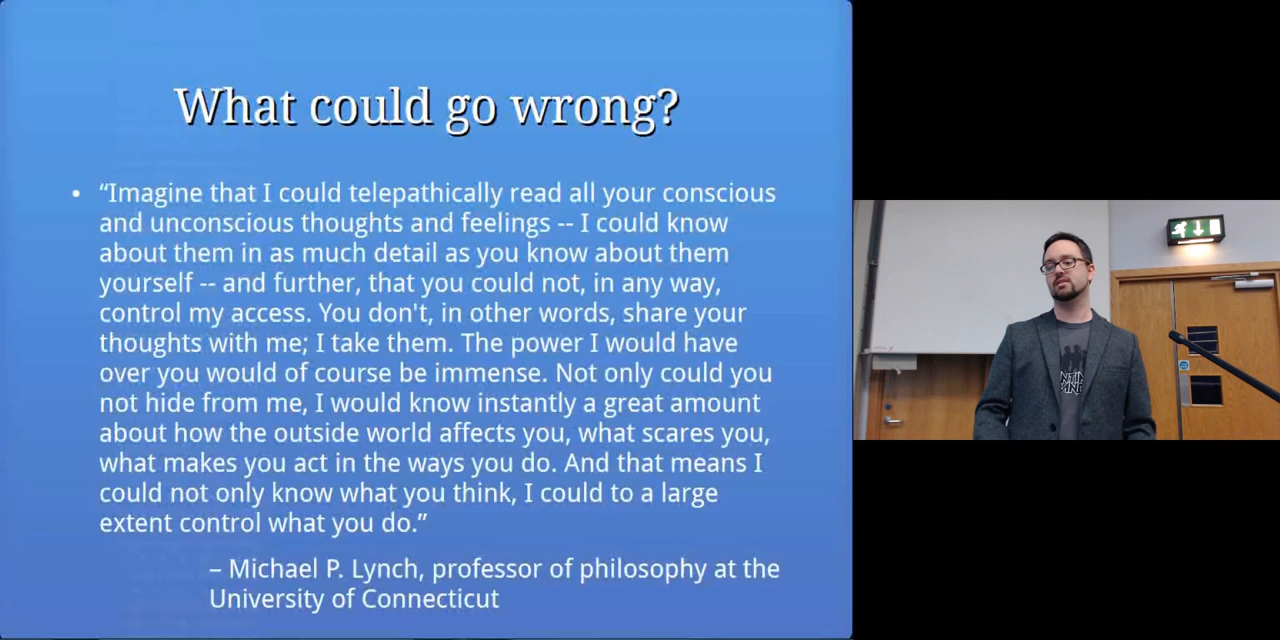 What could go wrong?
• “Imagine that I could telepathically read all your conscious
and unconscious thoughts and feelings -- I could know
about them in as much detail as you know about them
yourself -- and further, that you could not, in any way,
control my access. You don't, in other words, share your
thoughts with me; I take them. The power I would have
over you would of course be immense. Not only could you
not hide from me, I would know instantly a great amount
about how the outside world affects you, what scares you,
what makes you act in the ways you do. And that means I
could not only know what you think, I could to a large
extent control what you do.”
– Michael P. Lynch, professor of philosophy at the
University of Connecticut